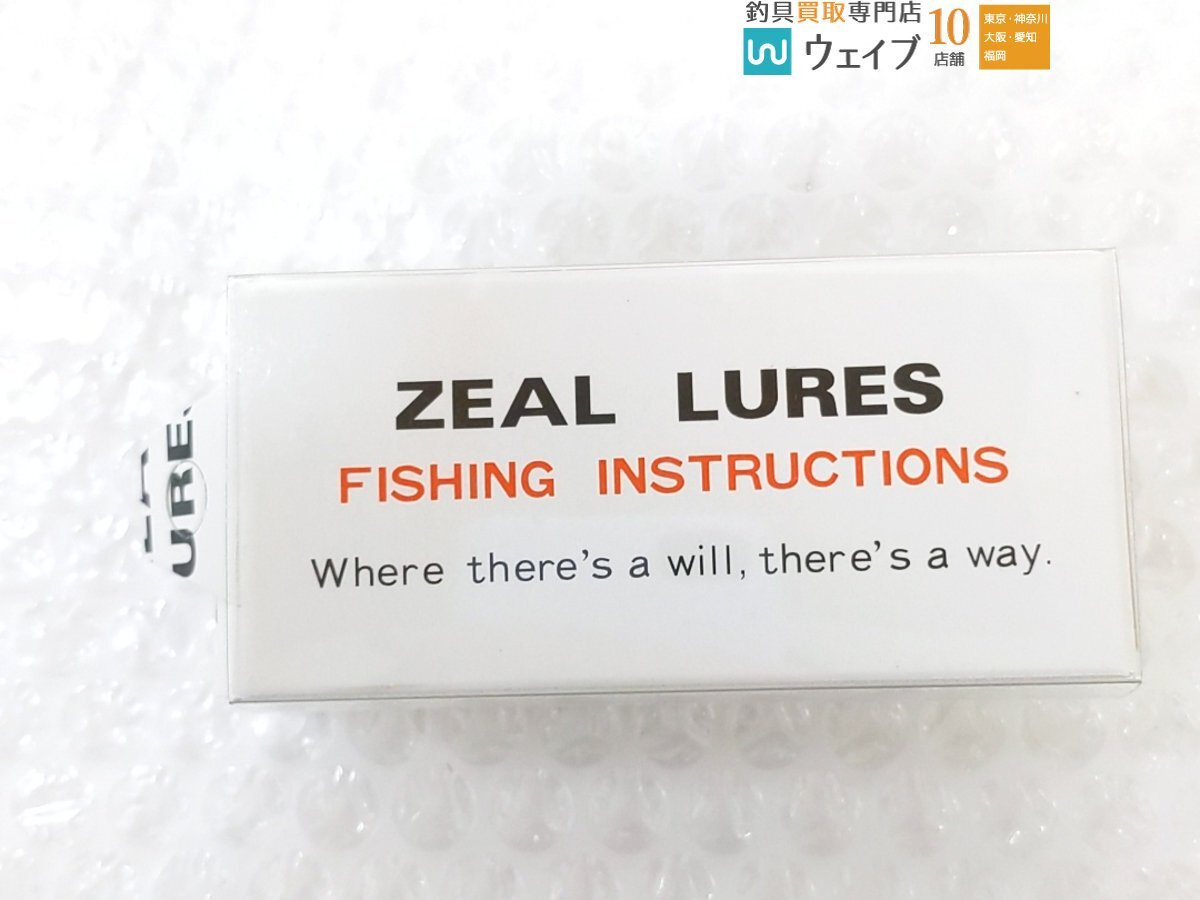 釣具買取専門店
ウェイブ
10
店舗
東京・神奈川
大阪・愛知
福岡
ZEAL LURES
FISHING INSTRUCTIONS
Where there's a will, there's a way.
URE